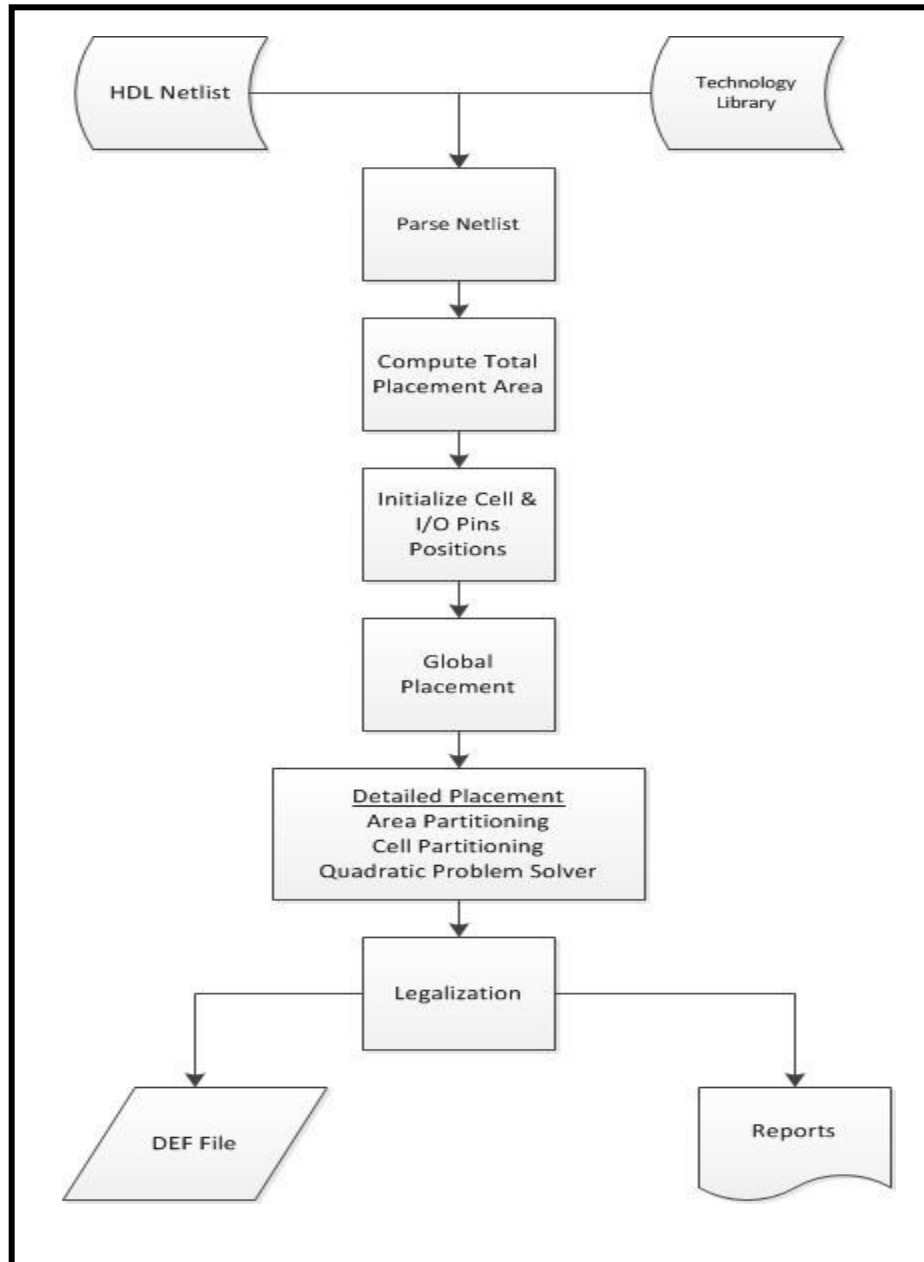 HDL Netlist
Technology
Library
Parse Netlist
Compute Total
Placement Area
Initialize Cell &
I/O Pins
Positions
Global
Placement
Detailed Placement
Area Partitioning
Cell Partitioning
Quadratic Problem Solver
Legalization
DEF File
Reports